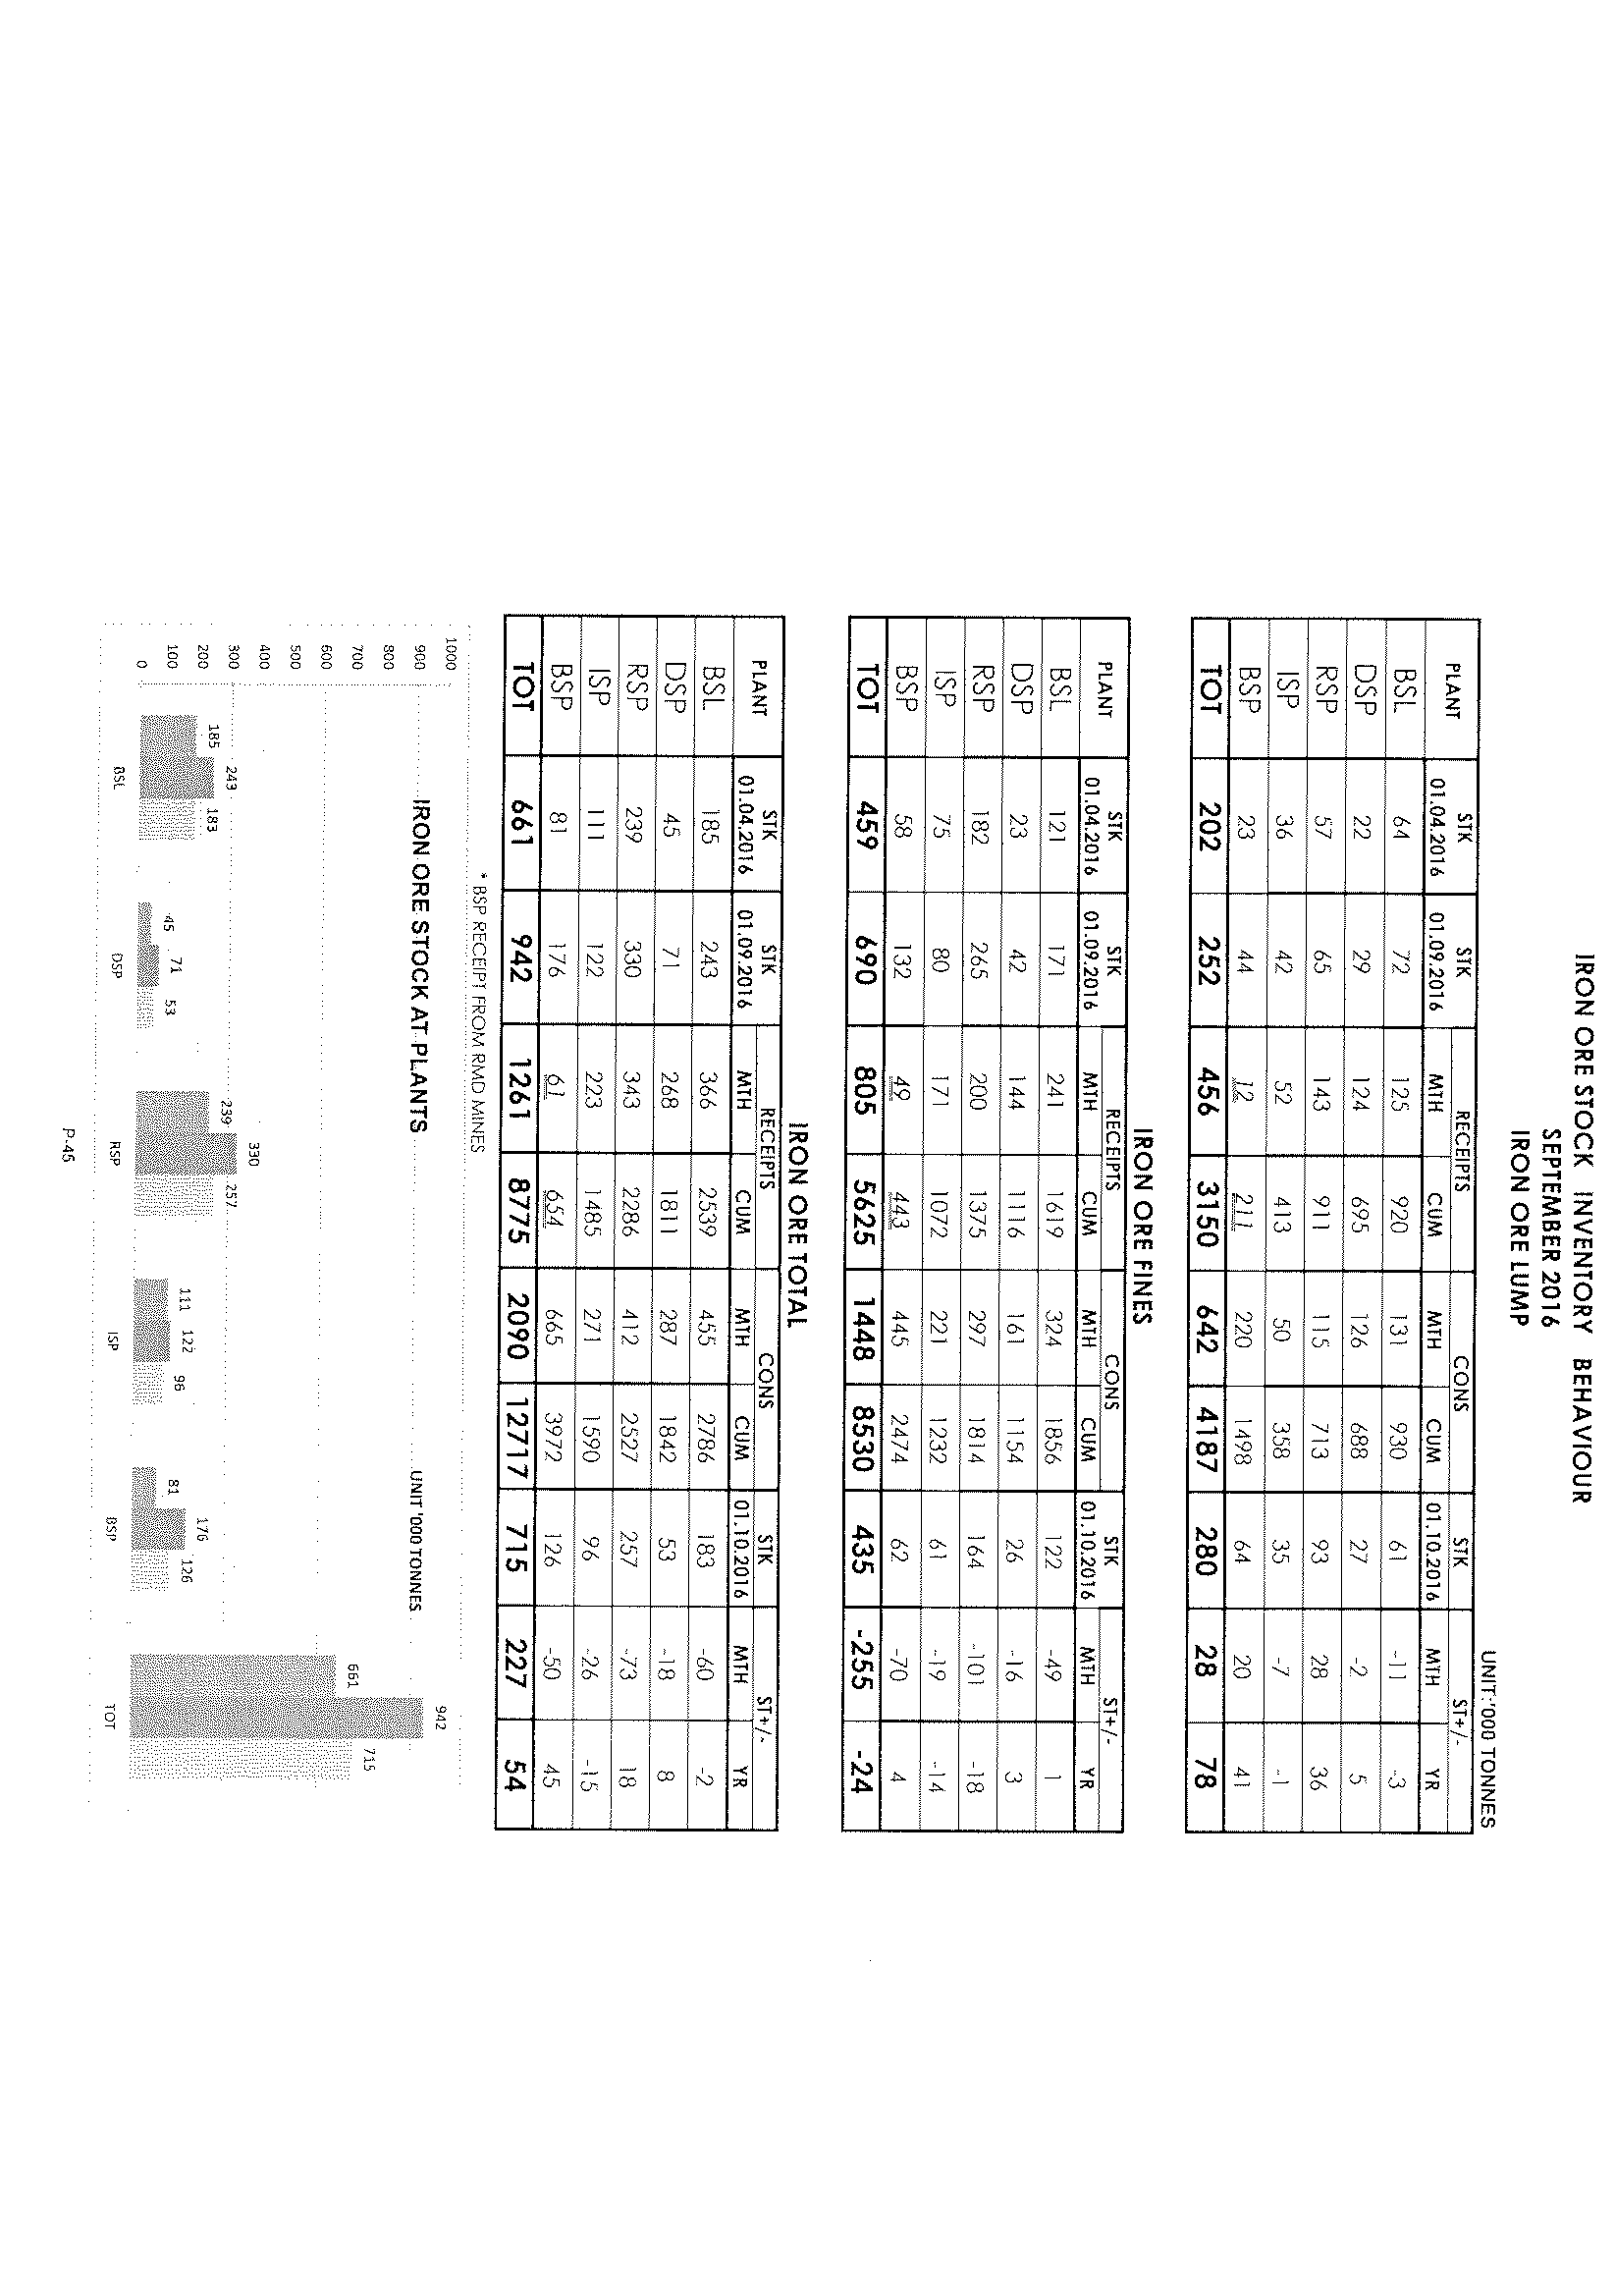 IRON ORE STOCK INVENTORY BEHAVIOUR
SEPTEMBER 2016
IRON ORE LUMP
UNIT:'000 TONNES
PLANT STK RECEIPTS CONS STK ST+/-
01.04.2016 01.09.2016 MTH CUM MTH CUM 01.10.2016 MTH YR
BSL 64 72 125 920 131 930 61 -11 -3
DSP 22 29 124 695 126 688 27 -2 5
RSP 57 65 143 911 115 713 93 28 36
ISP 36 42 52 413 50 358 35 -7 -1
BSP 23 44 12 211 220 1498 64 20 41
TOT 202 252 456 3150 642 4187 280 28 78
IRON ORE FINES
PLANT STK STK RECEIPTS CONS STK ST+/-
01.04.2016 01.09.2016 MTH CUM MTH CUM 01.10.2016 MTH YR
BSL 121 171 241 1619 324 1856 122 -49 1
DSP 23 42 144 1116 161 1154 26 -16 3
RSP 182 265 200 1375 297 1814 164 -101 -18
ISP 75 80 171 1072 221 1232 61 -19 -14
BSP 58 132 49 443 445 2474 62 -70 4
TOT 459 690 805 5625 1448 8530 435 -255 -24
IRON ORE TOTAL
PLANT STK STK RECEIPTS CONS STK ST+/-
01.04.2016 01.09.2016 MTH CUM MTH CUM 01.10.2016 MTH YR
BSL 185 243 366 2539 455 2786 183 -60 -2
DSP 45 71 268 1811 287 1842 53 -18 8
RSP 239 330 343 2286 412 2527 257 -73 18
ISP 111 122 223 1485 271 1590 96 -26 -15
BSP 81 176 61 654 665 3972 126 -50 45
TOT 661 942 1261 8775 2090 12717 715 227 54
* BSP RECEIPT FROM RMD MINES
IRON ORE STOCK AT PLANTS UNIT '000 TONNES
1000
900
800
700
600
500
400
300
200
100
0
185 243 183
45 71 53
239 330 257
111 122 96
81 176 126
661 942 715
BSL DSP RSP ISP BSP TOT
P-45